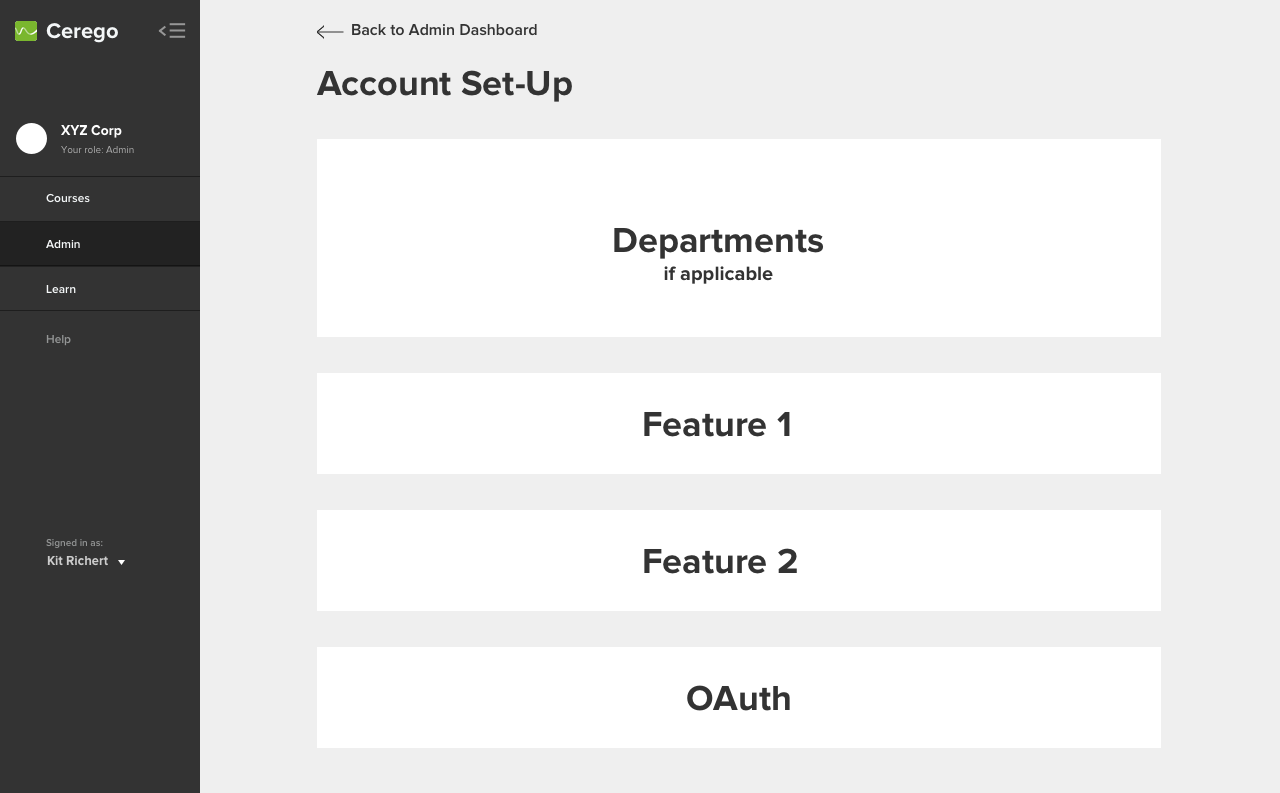 Cerego
XYZ Corp
Your role: Admin
Courses
Admin
Learn
Help
Signed in as:
Kit Richert
Back to Admin Dashboard
Account Set-Up
Departments
if applicable
Feature 1
Feature 2
OAuth